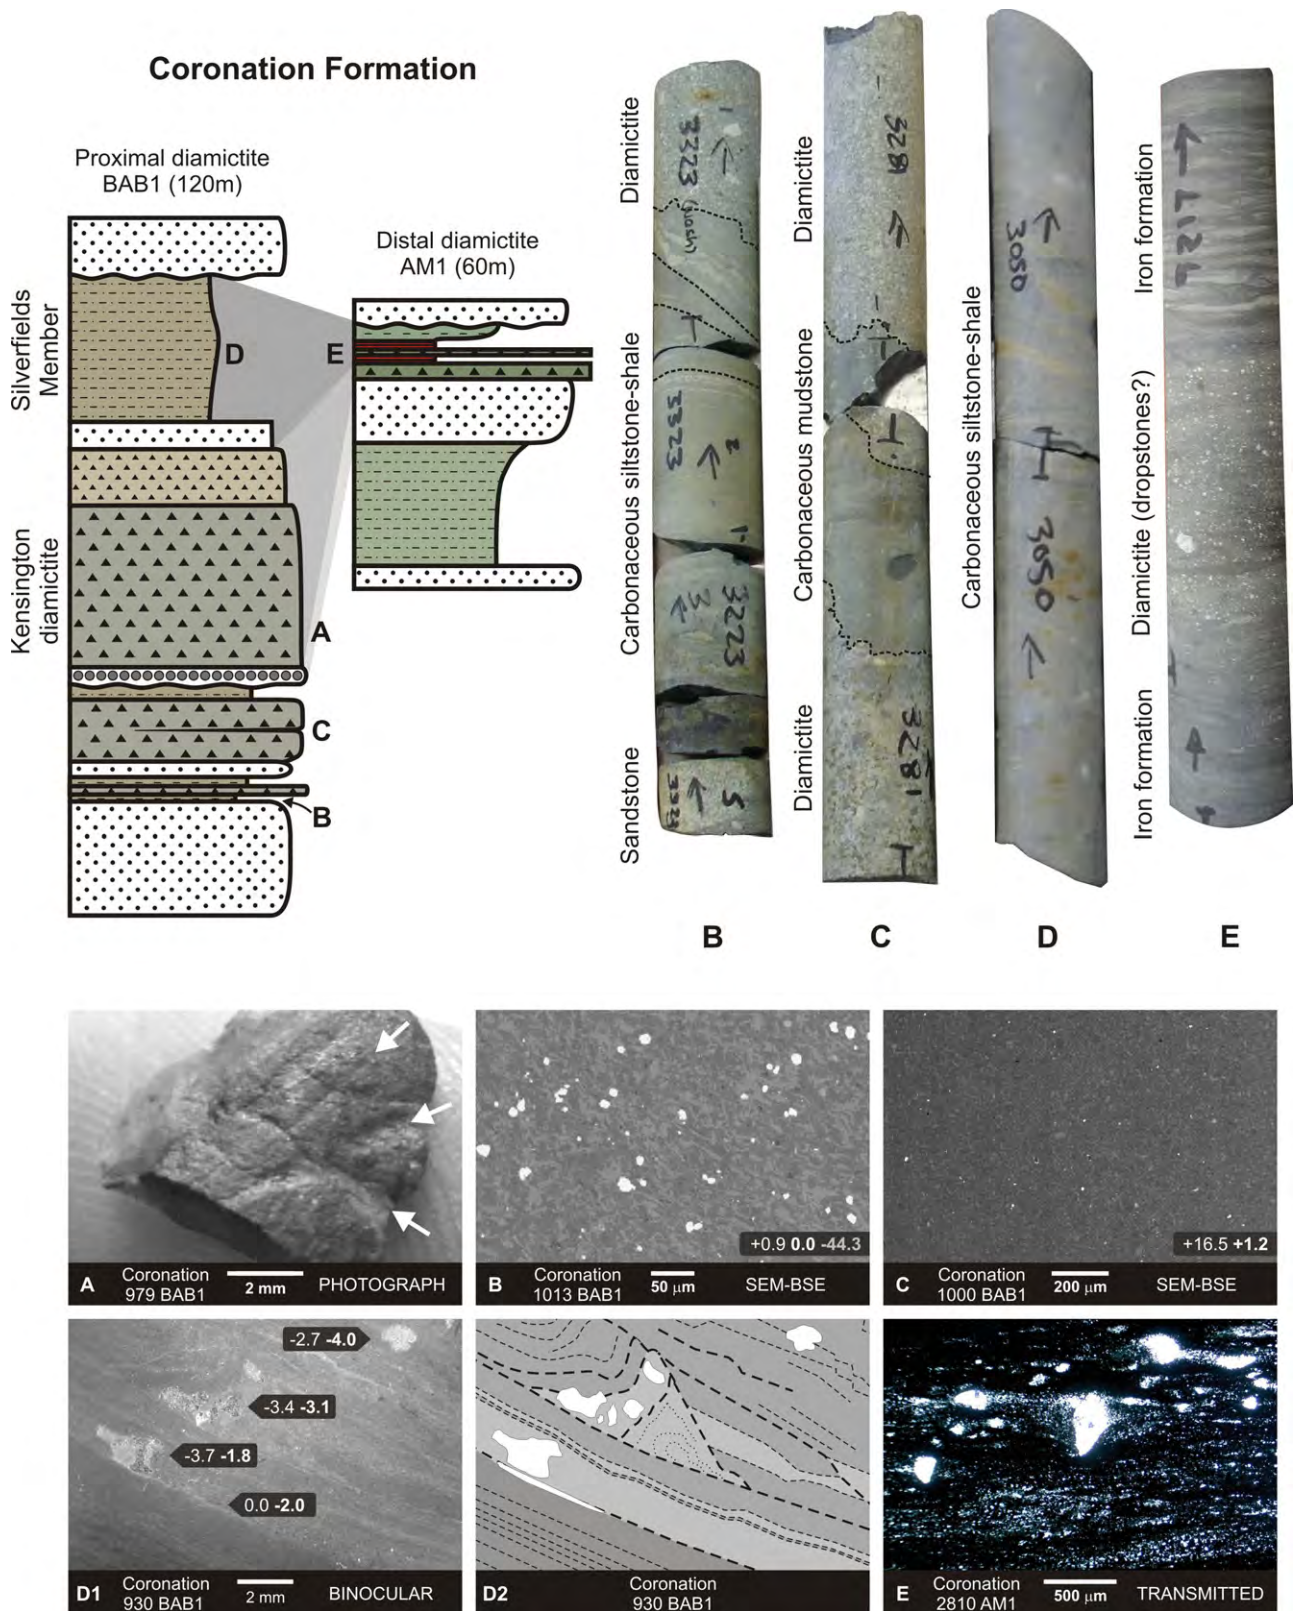 Coronation Formation
Proximal diamictite
BAB1 (120m)
Distal diamictite
AM1 (60m)
Silverfields
Member
Kensington
diamictite
D
E
A
C
B
Diamictite
Carbonaceous siltstone-shale
Sandstone
3323
3323
3223
3
5
3323
B
Diamictite
Carbonaceous mudstone
Diamictite
3281
3281
C
Carbonaceous siltstone-shale
3050
3050
D
Iron formation
Diamictite (dropstones?)
Iron formation
E
A
Coronation
979 BAB1
2 mm
PHOTOGRAPH
+0.9 0.0 -44.3
B
Coronation
1013 BAB1
50 µm
SEM-BSE
+16.5 +1.2
C
Coronation
1000 BAB1
200 µm
SEM-BSE
-2.7 -4.0
-3.4 -3.1
-3.7 -1.8
0.0 -2.0
D1
Coronation
930 BAB1
2 mm
BINOCULAR
D2
Coronation
930 BAB1
E
Coronation
2810 AM1
500 µm
TRANSMITTED